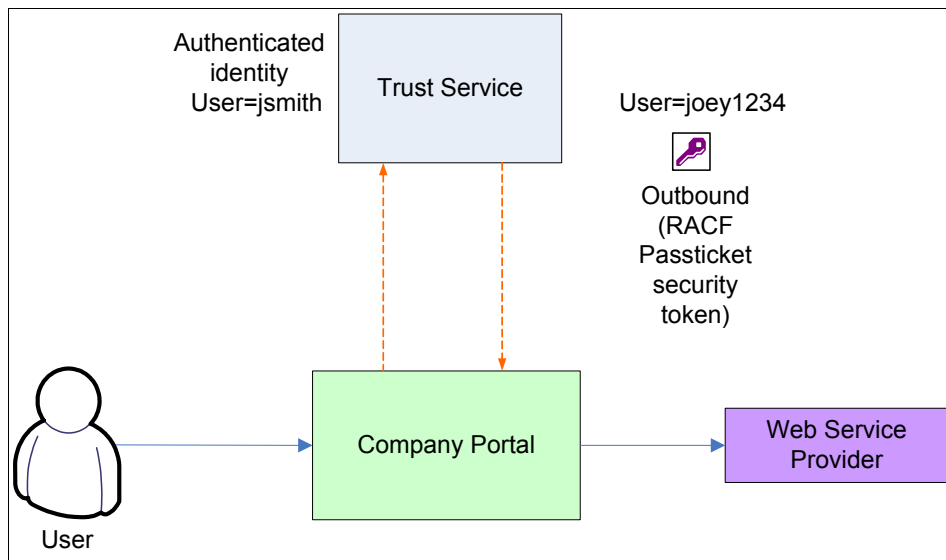 Authenticated
identity
User=jsmith
Trust Service
User=joey1234
Outbound
(RACF
Passticket
security
token)
Company Portal
Web Service
Provider
User